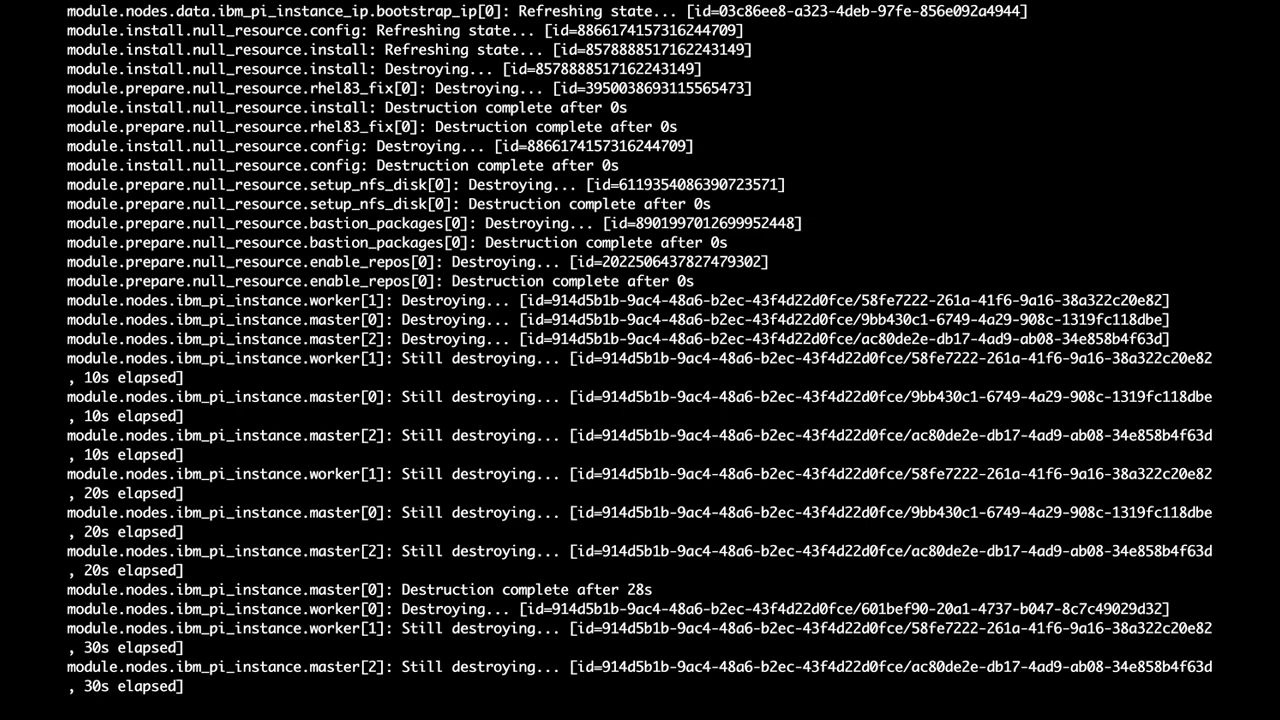 module.nodes.data.ibm_pi_instance_ip.bootstrap_ip[0]: Refreshing state... [id=03c86ee8-a323-4deb-97fe-856e092a4944]
module.install.null_resource.config: Refreshing state... [id=8866174157316244709]
module.install.null_resource.install: Refreshing state... [id=8578888517162243149]
module.install.null_resource.install: Destroying... [id=8578888517162243149]
module.prepare.null_resource.rhel83_fix[0]: Destroying... [id=3950038693115565473]
module.install.null_resource.install: Destruction complete after 0s
module.prepare.null_resource.rhel83_fix[0]: Destruction complete after 0s
module.install.null_resource.config: Destroying... [id=8866174157316244709]
module.install.null_resource.config: Destruction complete after 0s
module.prepare.null_resource.setup_nfs_disk[0]: Destroying... [id=6119354086390723571]
module.prepare.null_resource.setup_nfs_disk[0]: Destruction complete after 0s
module.prepare.null_resource.bastion_packages[0]: Destroying... [id=8901997012699952448]
module.prepare.null_resource.bastion_packages[0]: Destruction complete after 0s
module.prepare.null_resource.enable_repos[0]: Destroying... [id=2022506437827479302]
module.prepare.null_resource.enable_repos[0]: Destruction complete after 0s
module.nodes.ibm_pi_instance.worker[1]: Destroying... [id=914d5b1b-9ac4-48a6-b2ec-43f4d22d0fce/58fe7222-261a-41f6-9a16-38a322c20e82]
module.nodes.ibm_pi_instance.master[0]: Destroying... [id=914d5b1b-9ac4-48a6-b2ec-43f4d22d0fce/9bb430c1-6749-4a29-908c-1319fc118dbe]
module.nodes.ibm_pi_instance.master[2]: Destroying... [id=914d5b1b-9ac4-48a6-b2ec-43f4d22d0fce/ac80de2e-db17-4ad9-ab08-34e858b4f63d]
module.nodes.ibm_pi_instance.worker[1]: Still destroying... [id=914d5b1b-9ac4-48a6-b2ec-43f4d22d0fce/58fe7222-261a-41f6-9a16-38a322c20e82
, 10s elapsed]
module.nodes.ibm_pi_instance.master[0]: Still destroying... [id=914d5b1b-9ac4-48a6-b2ec-43f4d22d0fce/9bb430c1-6749-4a29-908c-1319fc118dbe
, 10s elapsed]
module.nodes.ibm_pi_instance.master[2]: Still destroying... [id=914d5b1b-9ac4-48a6-b2ec-43f4d22d0fce/ac80de2e-db17-4ad9-ab08-34e858b4f63d
, 10s elapsed]
module.nodes.ibm_pi_instance.worker[1]: Still destroying... [id=914d5b1b-9ac4-48a6-b2ec-43f4d22d0fce/58fe7222-261a-41f6-9a16-38a322c20e82
, 20s elapsed]
module.nodes.ibm_pi_instance.master[0]: Still destroying... [id=914d5b1b-9ac4-48a6-b2ec-43f4d22d0fce/9bb430c1-6749-4a29-908c-1319fc118dbe
, 20s elapsed]
module.nodes.ibm_pi_instance.master[2]: Still destroying... [id=914d5b1b-9ac4-48a6-b2ec-43f4d22d0fce/ac80de2e-db17-4ad9-ab08-34e858b4f63d
, 20s elapsed]
module.nodes.ibm_pi_instance.master[0]: Destruction complete after 28s
module.nodes.ibm_pi_instance.worker[0]: Destroying... [id=914d5b1b-9ac4-48a6-b2ec-43f4d22d0fce/601bef90-20a1-4737-b047-8c7c49029d32]
module.nodes.ibm_pi_instance.worker[1]: Still destroying... [id=914d5b1b-9ac4-48a6-b2ec-43f4d22d0fce/58fe7222-261a-41f6-9a16-38a322c20e82
, 30s elapsed]
module.nodes.ibm_pi_instance.master[2]: Still destroying... [id=914d5b1b-9ac4-48a6-b2ec-43f4d22d0fce/ac80de2e-db17-4ad9-ab08-34e858b4f63d
, 30s elapsed]